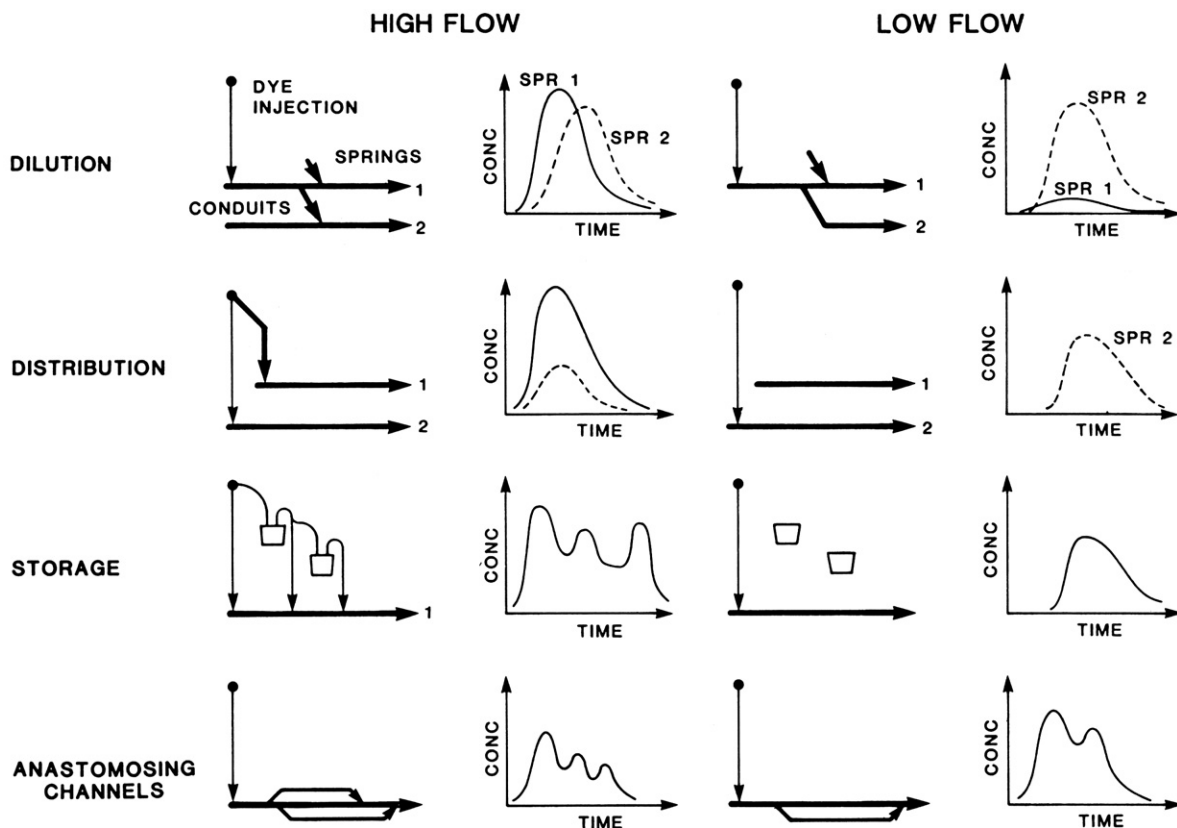 HIGH FLOW
LOW FLOW
DILUTION
DYE
INJECTION
SPRINGS
CONDUITS
1
2
CONC
SPR 1
SPR 2
TIME
1
2
CONC
SPR 2
SPR 1
TIME
DISTRIBUTION
1
2
CONC
TIME
1
2
CONC
SPR 2
TIME
STORAGE
1
CONC
TIME
CONC
TIME
ANASTOMOSING
CHANNELS
CONC
TIME
CONC
TIME